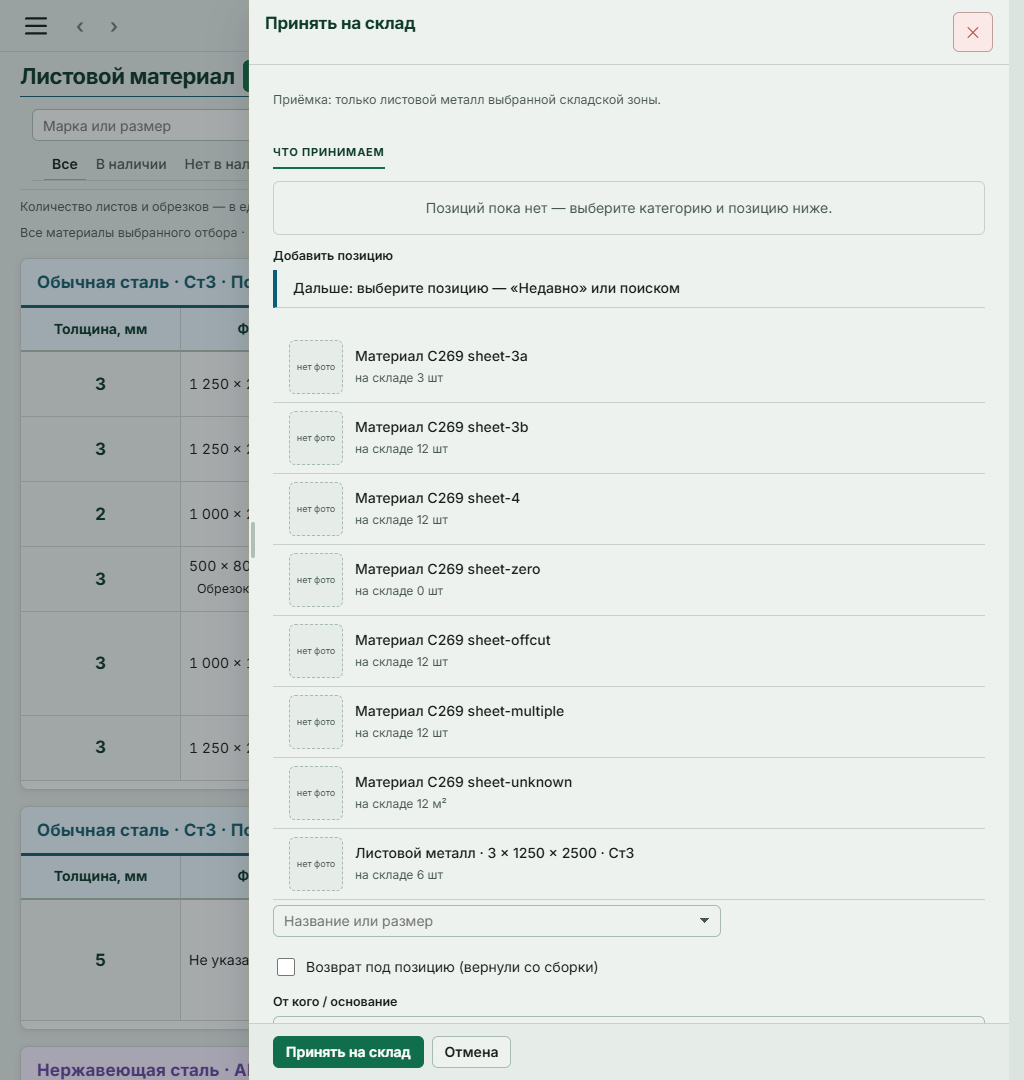 Принять на склад
Листовой материал
Марка или размер
Все В наличии Нет в нал
Количество листов и обрезков — в е
Все материалы выбранного отбора ·
Обычная сталь · Ст3 · По
Толщина, мм Ф
3 1 250 × 2
3 1 250 × 2
2 1 000 × 2
3 500 × 80
Обрезок
3 1 000 × 1
3 1 250 × 2
Обычная сталь · Ст3 · По
Толщина, мм Ф
5 Не указа
Нержавеющая сталь · AI
Приёмка: только листовой металл выбранной складской зоны.
ЧТО ПРИНИМАЕМ
Позиций пока нет — выберите категорию и позицию ниже.
Добавить позицию
Дальше: выберите позицию — «Недавно» или поиском
нет фото
Материал C269 sheet-3a
на складе 3 шт
нет фото
Материал C269 sheet-3b
на складе 12 шт
нет фото
Материал C269 sheet-4
на складе 12 шт
нет фото
Материал C269 sheet-zero
на складе 0 шт
нет фото
Материал C269 sheet-offcut
на складе 12 шт
нет фото
Материал C269 sheet-multiple
на складе 12 шт
нет фото
Материал C269 sheet-unknown
на складе 12 м²
нет фото
Листовой металл · 3 × 1250 × 2500 · Ст3
на складе 6 шт
Название или размер
Возврат под позицию (вернули со сборки)
От кого / основание
Принять на склад Отмена